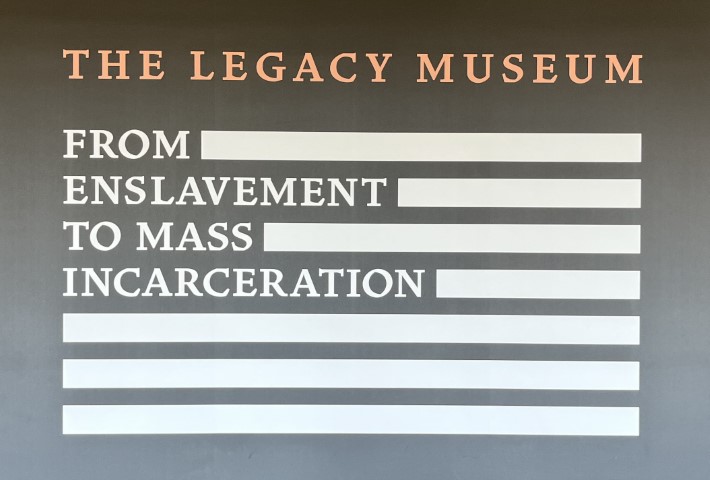 THE LEGACY MUSEUM
FROM
ENSLAVEMENT
TO MASS
INCARCERATION